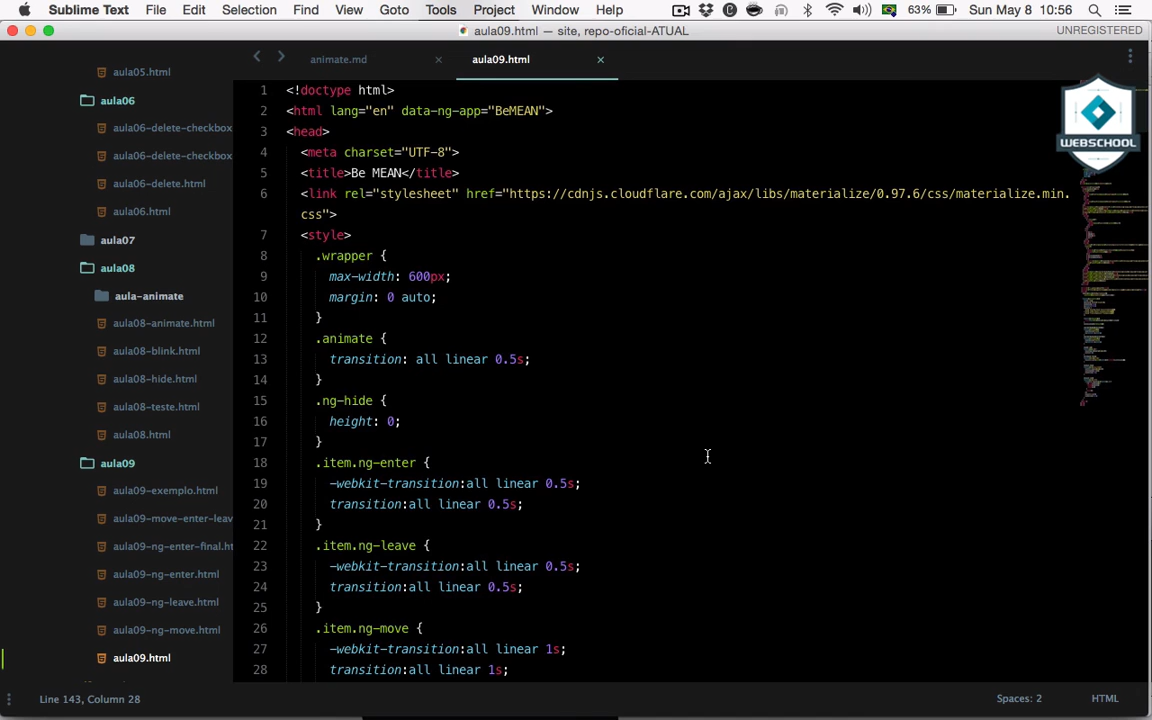 Sublime Text File Edit Selection Find View Goto Tools Project Window Help 63% Sun May 8 10:56
aula09.html — site, repo-oficial-ATUAL UNREGISTERED
animate.md aula09.html
WEBSCHOOL
aula05.html
aula06
aula06-delete-checkbox
aula06-delete-checkbox
aula06-delete.html
aula06.html
aula07
aula08
aula-animate
aula08-animate.html
aula08-blink.html
aula08-hide.html
aula08-teste.html
aula08.html
aula09
aula09-exemplo.html
aula09-move-enter-leav
aula09-ng-enter-final.ht
aula09-ng-enter.html
aula09-ng-leave.html
aula09-ng-move.html
aula09.html
1 <!doctype html>
2 <html lang="en" data-ng-app="BeMEAN">
3 <head>
4 <meta charset="UTF-8">
5 <title>Be MEAN</title>
6 <link rel="stylesheet" href="https://cdnjs.cloudflare.com/ajax/libs/materialize/0.97.6/css/materialize.min.
css">
7 <style>
8 .wrapper {
9 max-width: 600px;
10 margin: 0 auto;
11 }
12 .animate {
13 transition: all linear 0.5s;
14 }
15 .ng-hide {
16 height: 0;
17 }
18 .item.ng-enter {
19 -webkit-transition:all linear 0.5s;
20 transition:all linear 0.5s;
21 }
22 .item.ng-leave {
23 -webkit-transition:all linear 0.5s;
24 transition:all linear 0.5s;
25 }
26 .item.ng-move {
27 -webkit-transition:all linear 1s;
28 transition:all linear 1s;
Line 143, Column 28 Spaces: 2 HTML